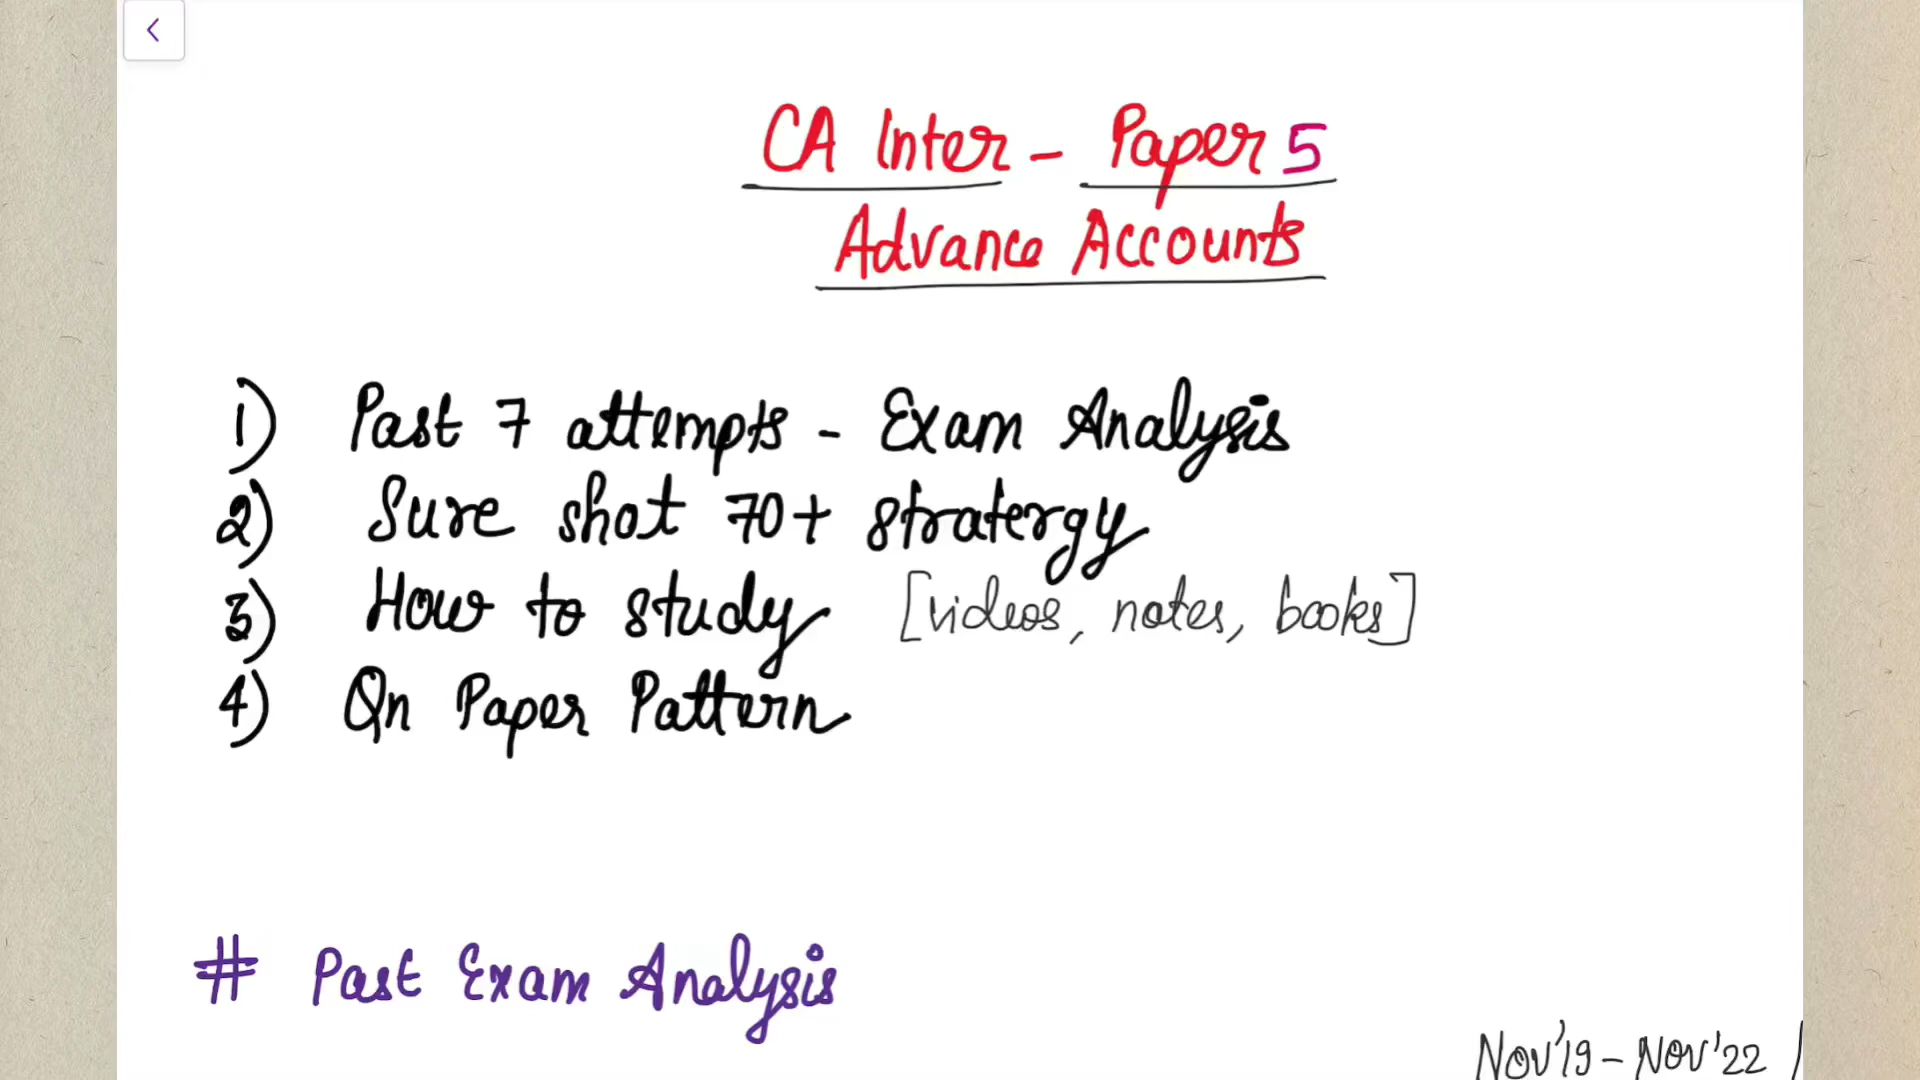 CA Inter - Paper 5
Advance Accounts
1) Past 7 attempts - Exam Analysis
2) Sure shot 70+ stratergy
3) How to study [videos, notes, books]
4) Qn Paper Pattern
# Past Exam Analysis
Nov'19 - Nov'22